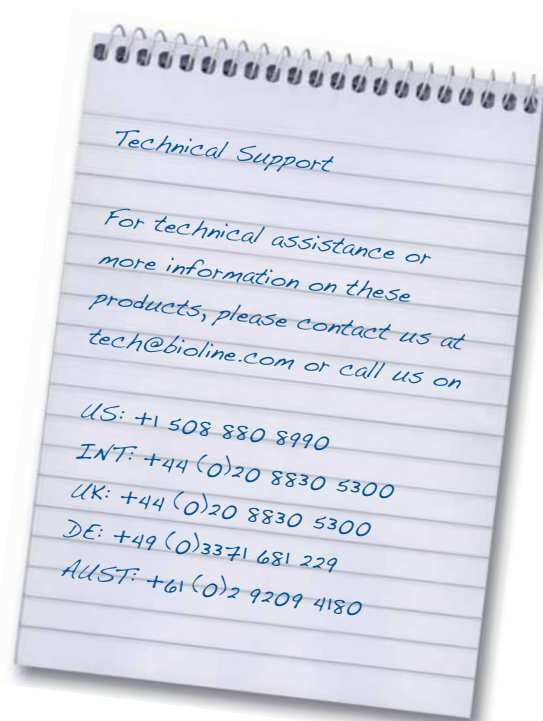 Technical Support
For technical assistance or
more information on these
products, please contact us at
tech@bioline.com or call us on
US: +1 508 880 8990
INT: +44 (0)20 8830 5300
UK: +44 (0)20 8830 5300
DE: +49 (0)3371 681 229
AUST: +61 (0)2 9209 4180